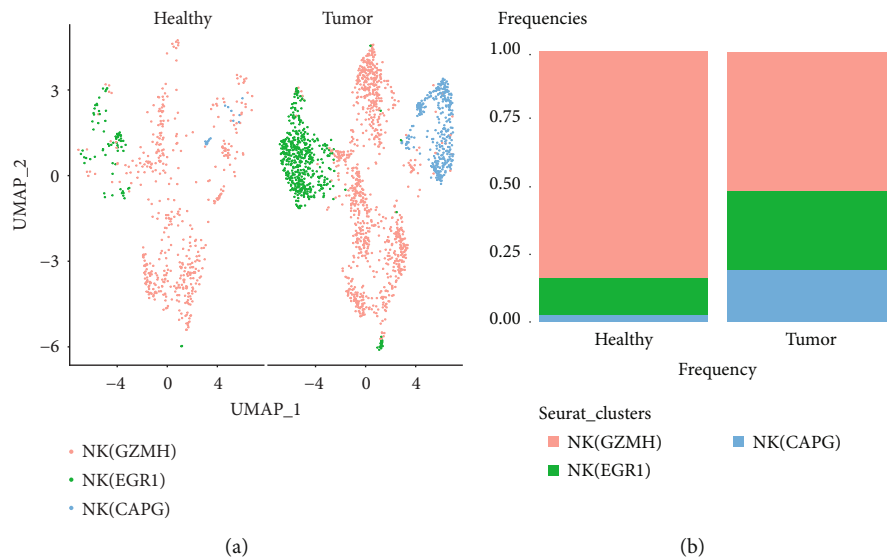 Healthy
Tumor
UMAP_2
3
0
−3
−6
−4
0
4
−4
0
4
UMAP_1
NK(GZMH)
NK(EGR1)
NK(CAPG)
(a)
Frequencies
1.00
0.75
0.50
0.25
0.00
Healthy
Tumor
Frequency
Seurat_clusters
NK(GZMH)
NK(CAPG)
NK(EGR1)
(b)